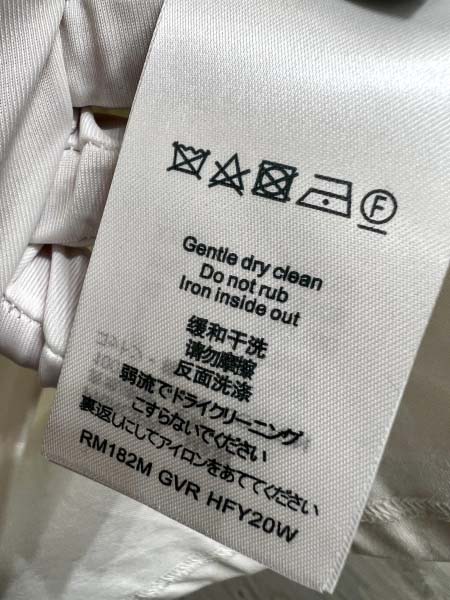 F
Gentle dry clean
Do not rub
Iron inside out
缓和干洗
请勿磨擦
反面洗涤
弱流でドライクリーニング
こすらないでください
裏返しにしてアイロンをあててください
RM182M GVR HFY20W